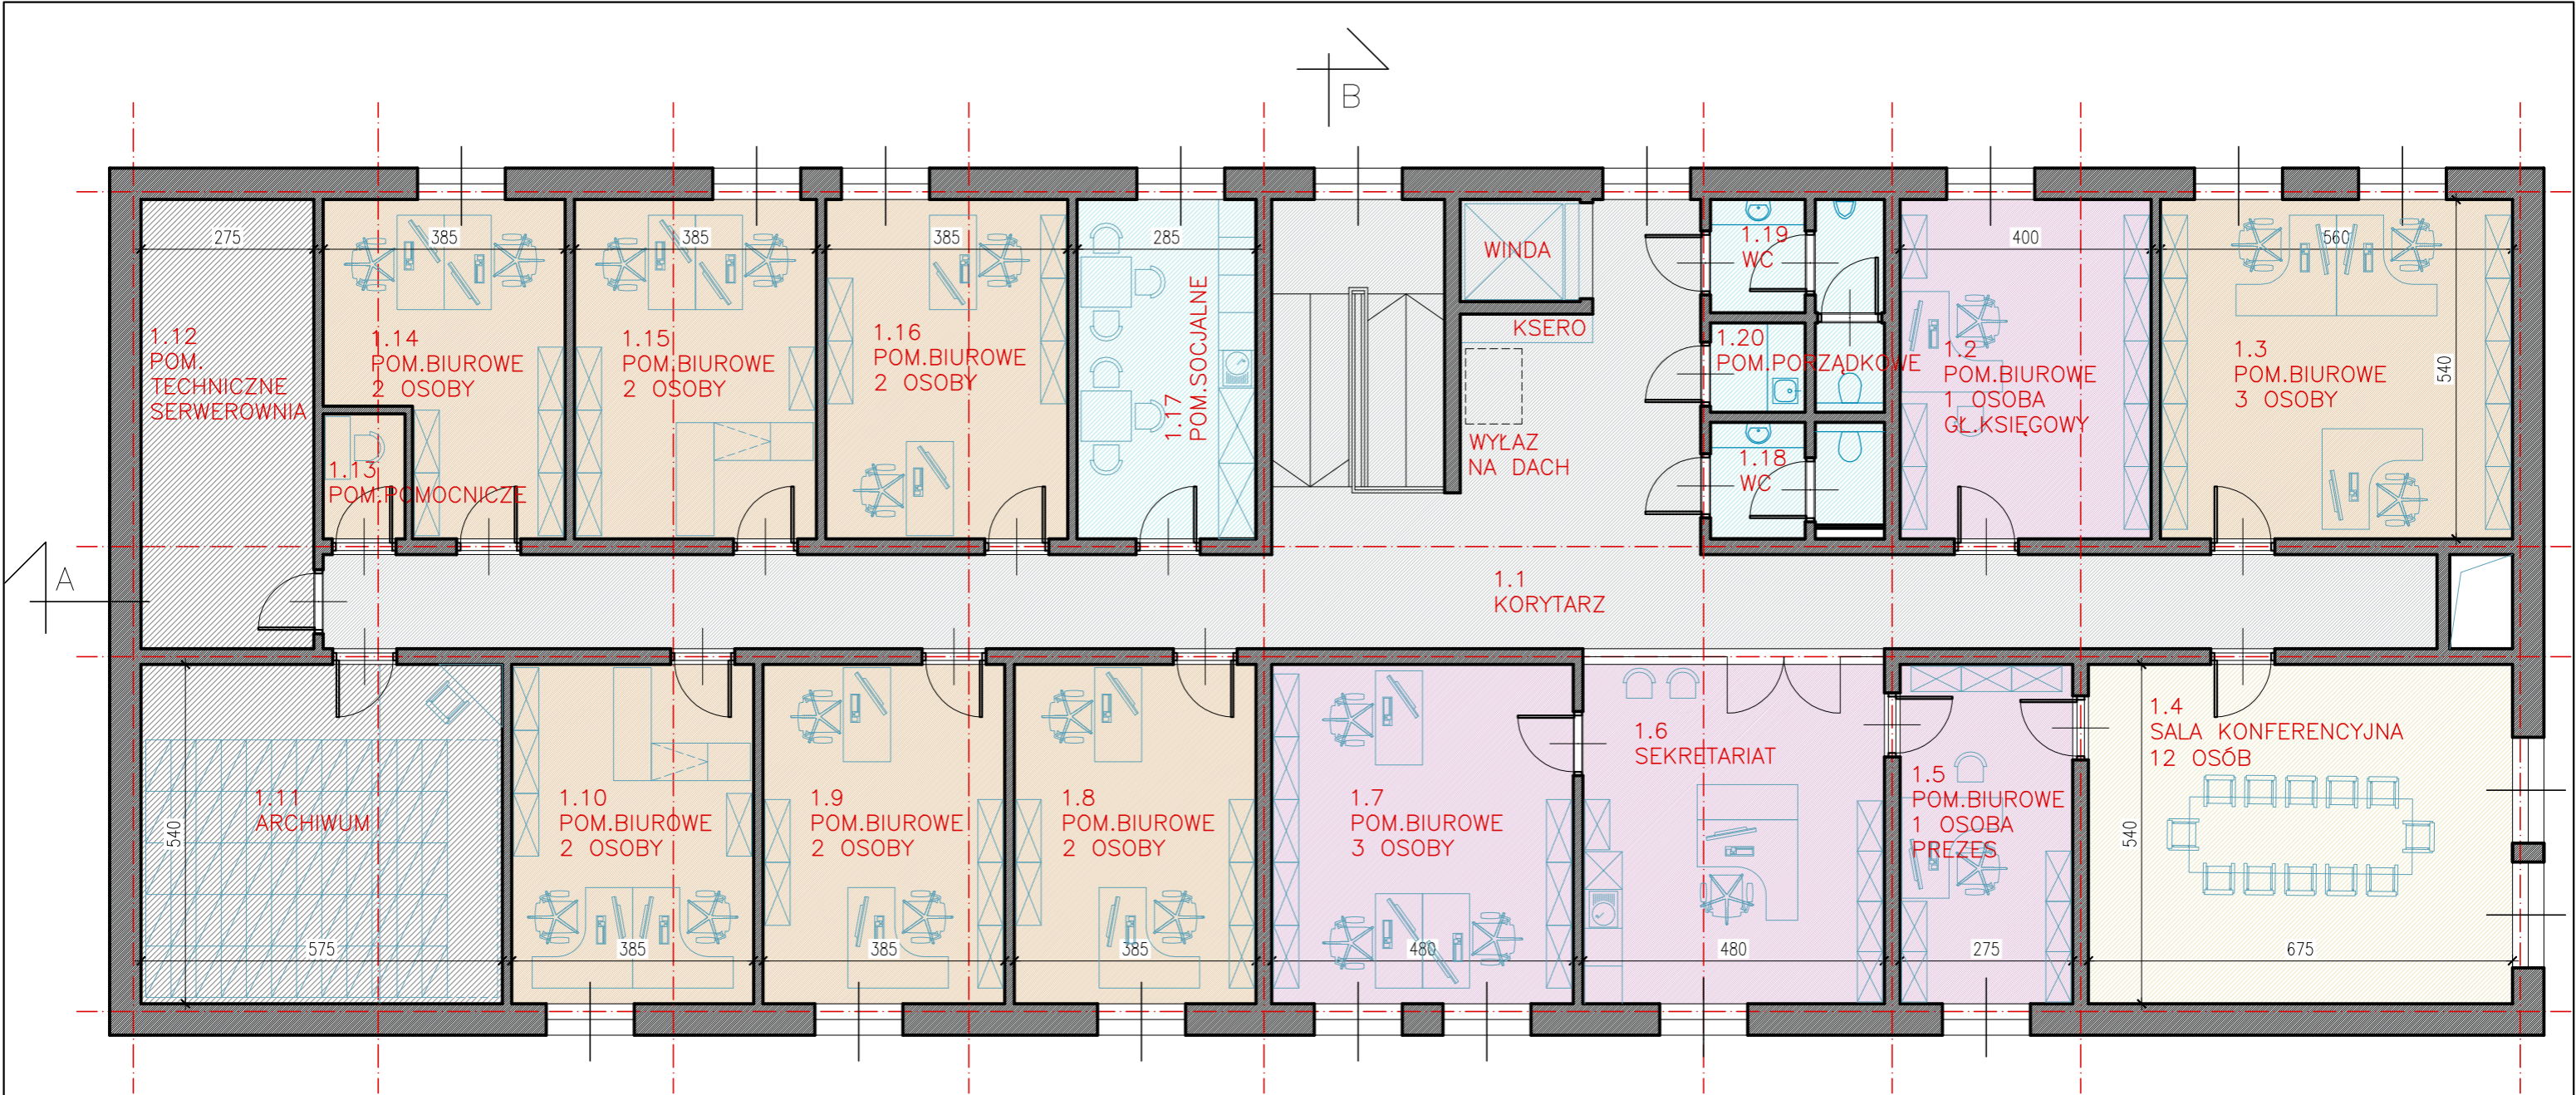 B
275
385
385
385
285
WINDA
1.19
WC
400
560
1.12
POM.
TECHNICZNE
SERWEROWNIA
1.14
POM.BIUROWE
2 OSOBY
1.15
POM.BIUROWE
2 OSOBY
1.16
POM.BIUROWE
2 OSOBY
1.17
POM.SOCJALNE
KSERO
1.20
POM.PORZĄDKOWE
1.2
POM.BIUROWE
1 OSOBA
GŁ.KSIĘGOWY
1.3
POM.BIUROWE
3 OSOBY
540
1.13
POM.POMOCNICZE
WYŁAZ
NA DACH
1.18
WC
A
1.1
KORYTARZ
1.11
ARCHIWUM
540
575
1.10
POM.BIUROWE
2 OSOBY
385
1.9
POM.BIUROWE
2 OSOBY
385
1.8
POM.BIUROWE
2 OSOBY
385
1.7
POM.BIUROWE
3 OSOBY
480
1.6
SEKRETARIAT
480
1.5
POM.BIUROWE
1 OSOBA
PREZES
275
1.4
SALA KONFERENCYJNA
12 OSÓB
540
675